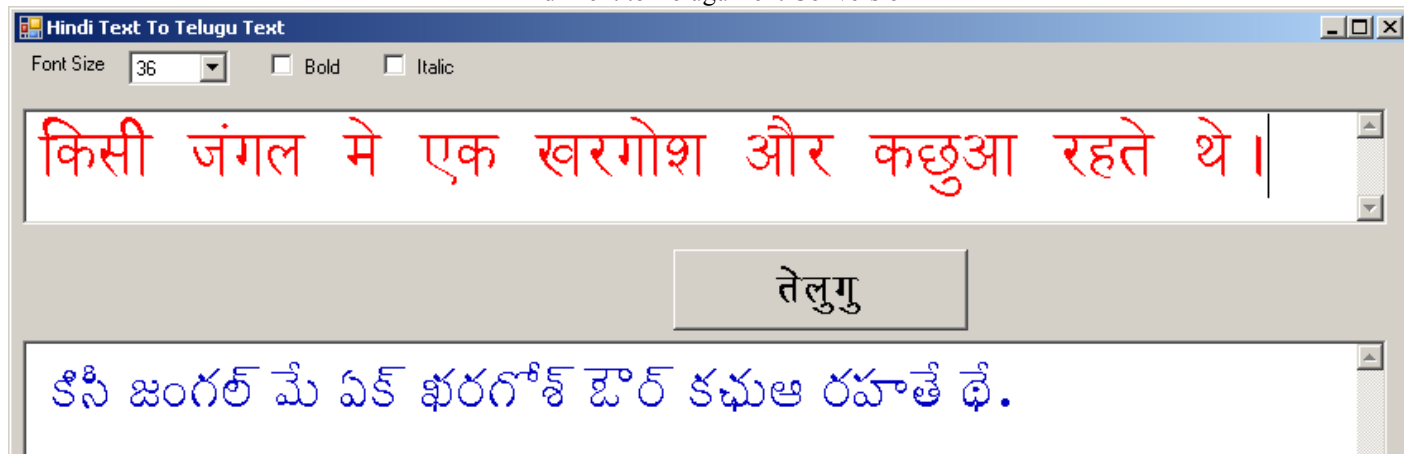 Hindi Text To Telugu Text
Font Size 36 Bold Italic
किसी जंगल मे एक खरगोश और कछुआ रहते थे।
तेलुगु
కిసీ జంగల్ మే ఏక్ ఖరగోశ్ ఔర్ కఛుఆ రహతే థే.